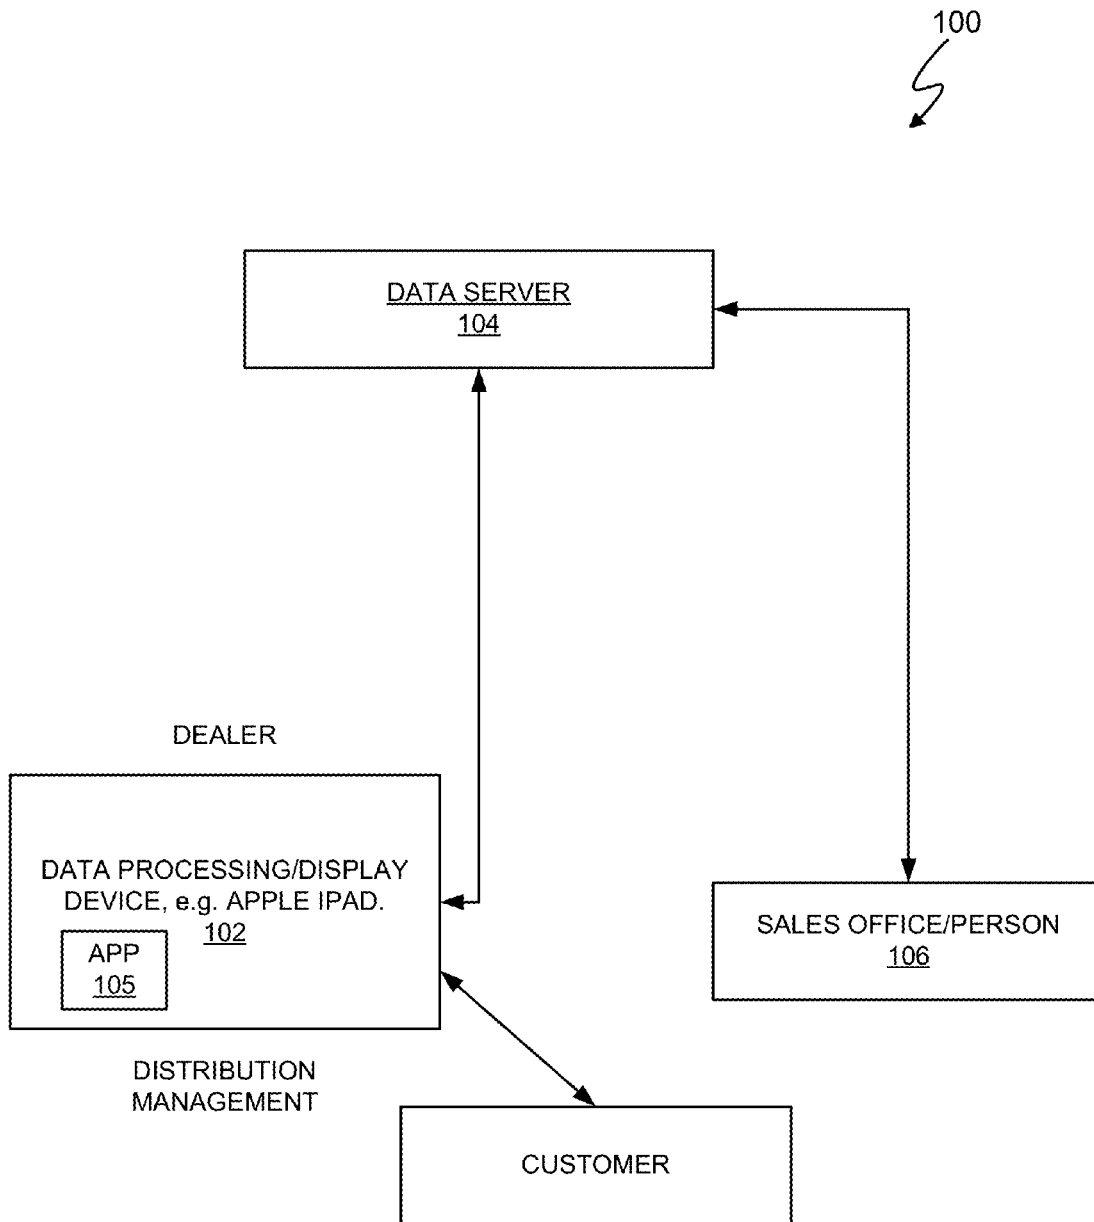 100
DATA SERVER
104
DEALER
DATA PROCESSING/DISPLAY
DEVICE, e.g. APPLE IPAD.
102
APP
105
SALES OFFICE/PERSON
106
DISTRIBUTION
MANAGEMENT
CUSTOMER